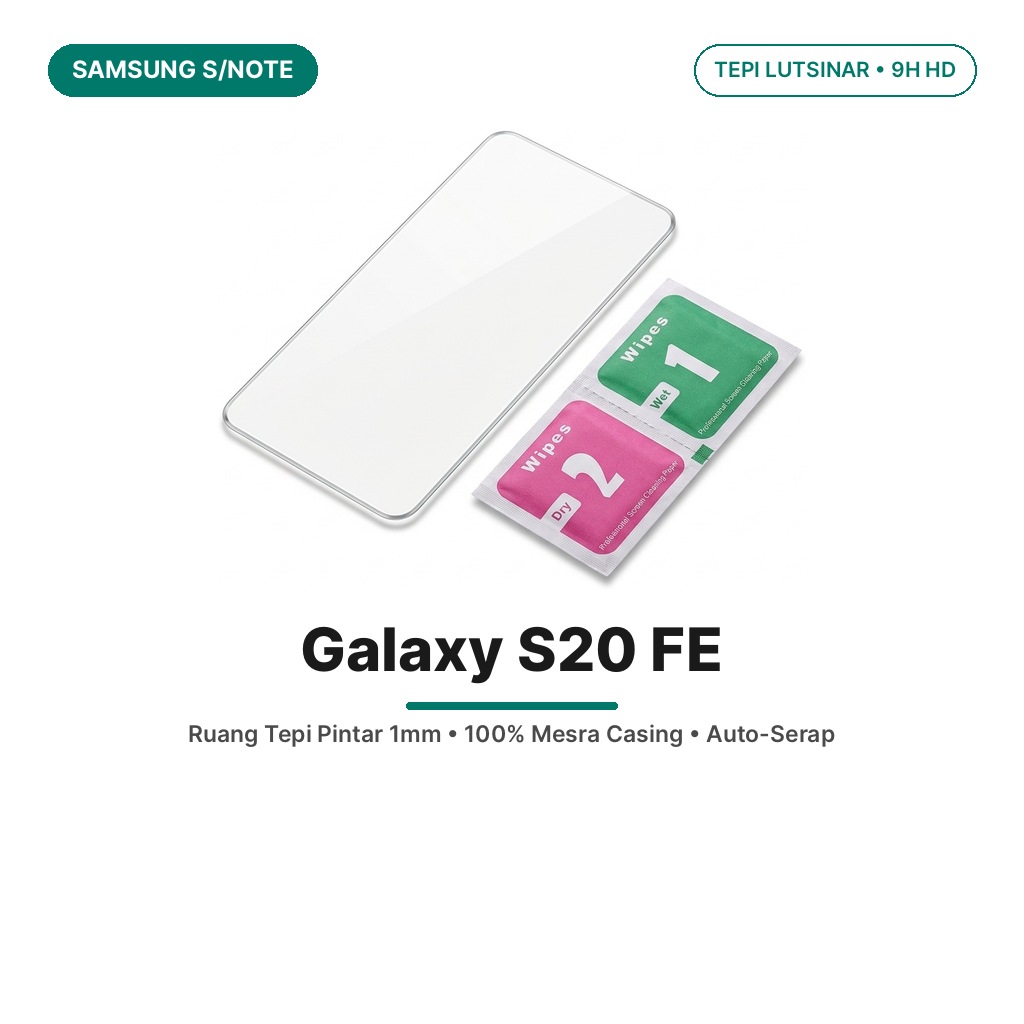 SAMSUNG S/NOTE
TEPI LUTSINAR • 9H HD
Wipes
1
Wet
Professional Screen Cleaning Paper
Wipes
2
Dry
Professional Screen Cleaning Paper
Galaxy S20 FE
Ruang Tepi Pintar 1mm • 100% Mesra Casing • Auto-Serap